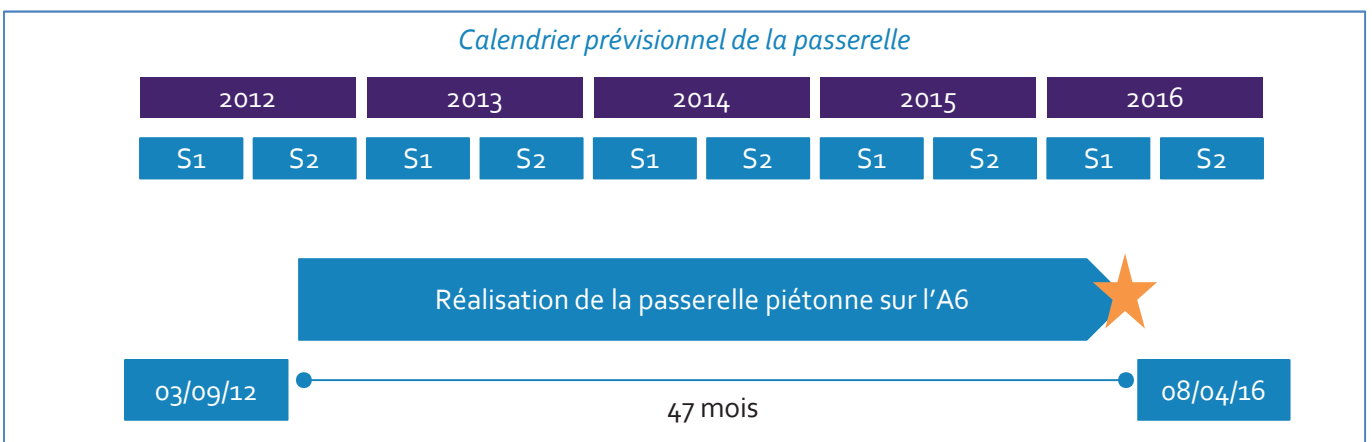 Calendrier prévisionnel de la passerelle
2012 2013 2014 2015 2016
S1 S2 S1 S2 S1 S2 S1 S2 S1 S2
Réalisation de la passerelle piétonne sur l'A6
03/09/12 08/04/16
47 mois